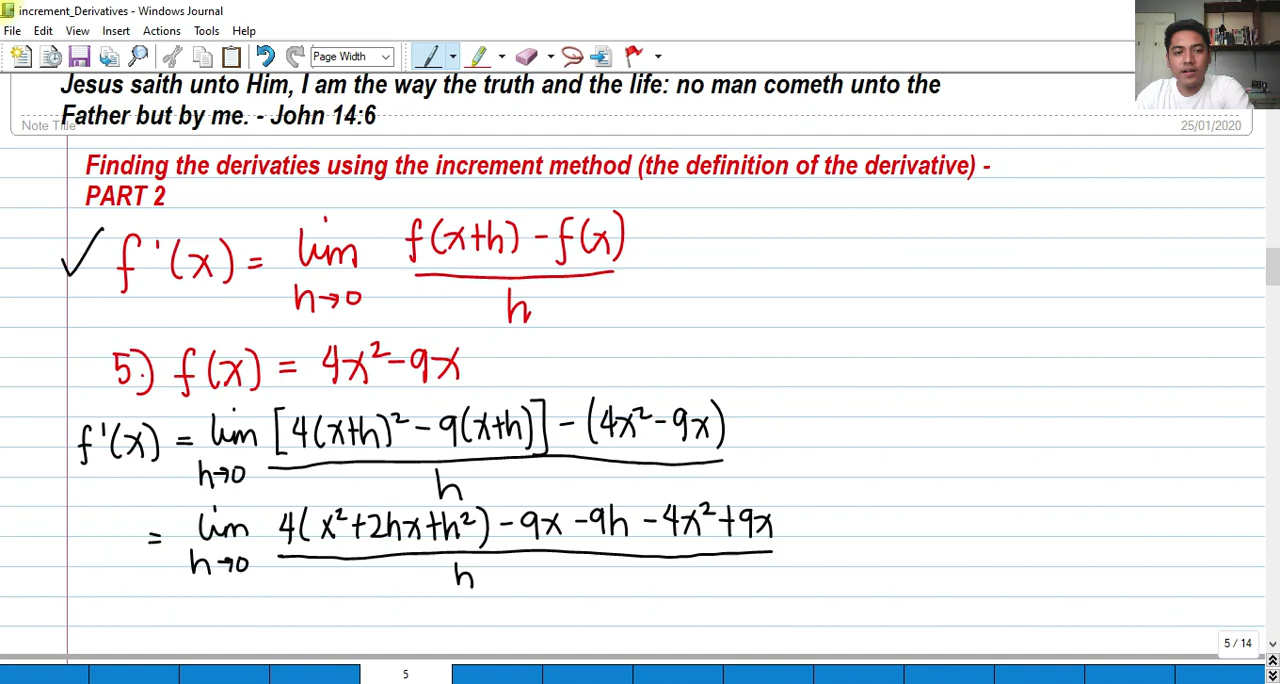 increment_Derivatives - Windows Journal
File Edit View Insert Actions Tools Help
Page Width
Jesus saith unto Him, I am the way the truth and the life: no man cometh unto the
Father but by me. - John 14:6
Note Title
25/01/2020
Finding the derivaties using the increment method (the definition of the derivative) -
PART 2
✓ f'(x) = lim h→0 f(x+h) - f(x) / h
5.) f(x) = 4x² - 9x
f'(x) = lim h→0 [4(x+h)² - 9(x+h)] - (4x² - 9x) / h
= lim h→0 4(x² + 2hx + h²) - 9x - 9h - 4x² + 9x / h
5 / 14
5